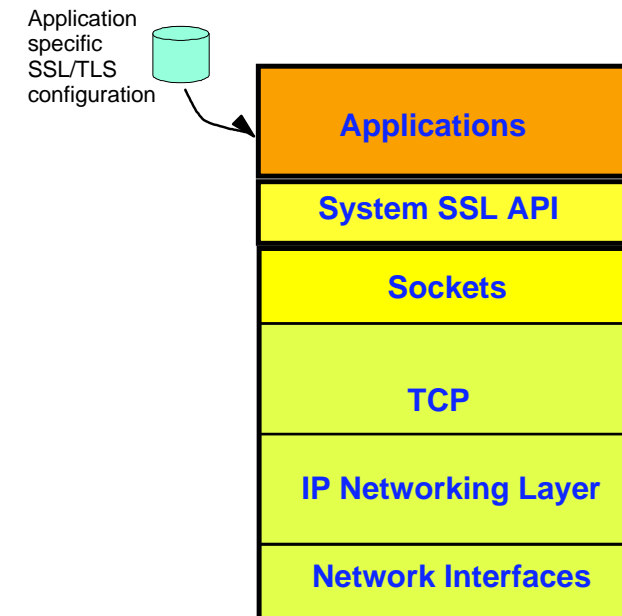 Application
specific
SSL/TLS
configuration
Applications
System SSL API
Sockets
TCP
IP Networking Layer
Network Interfaces